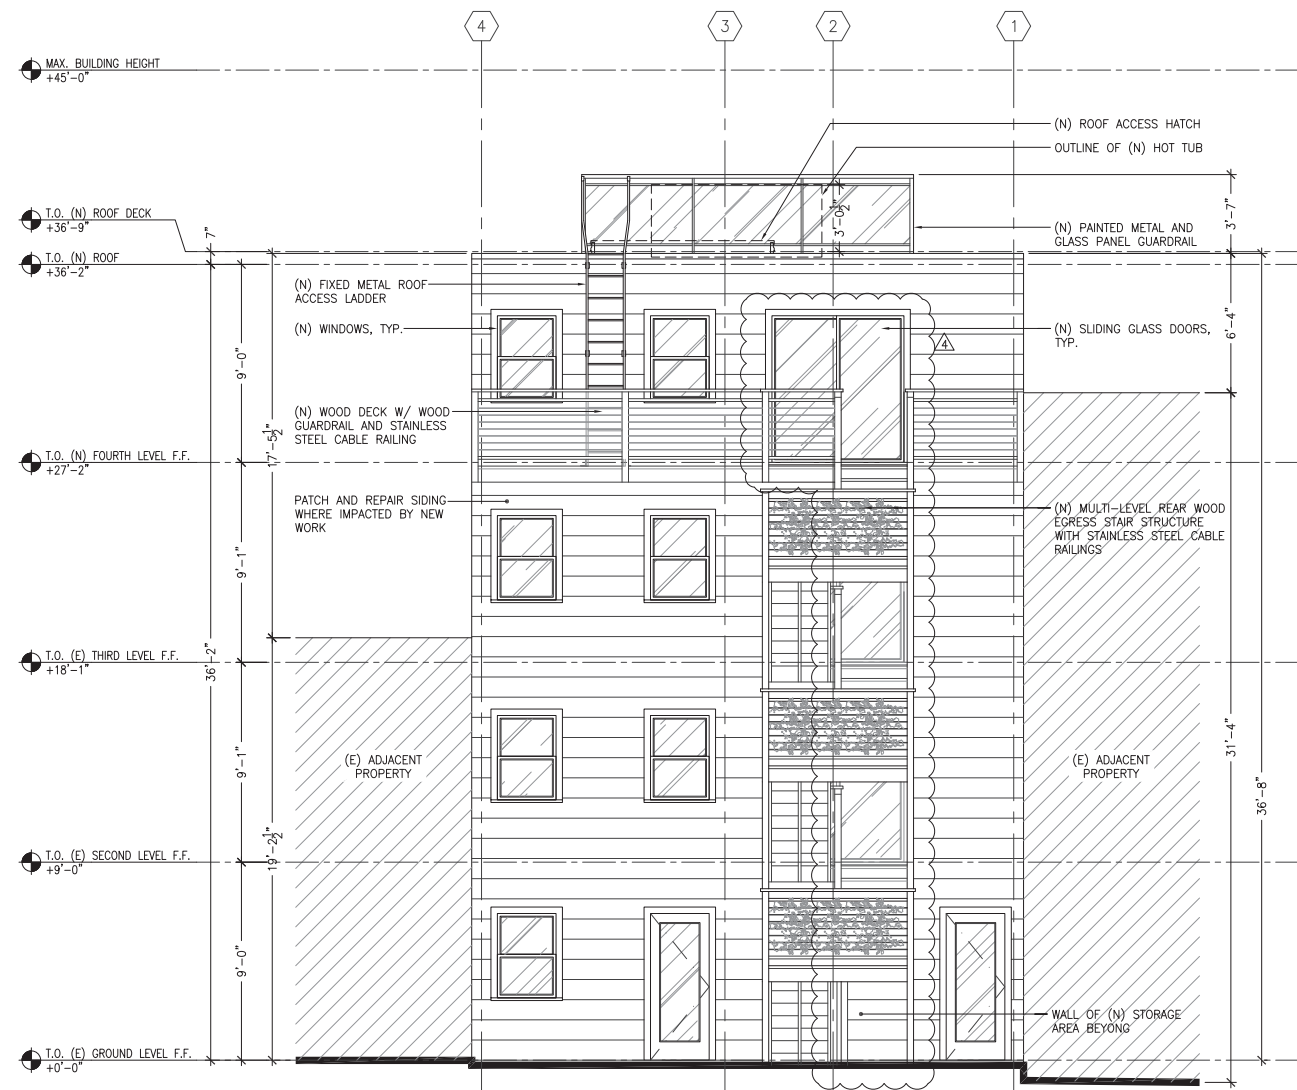 4
3
2
1
MAX. BUILDING HEIGHT
+45'-0"
(N) ROOF ACCESS HATCH
OUTLINE OF (N) HOT TUB
T.O. (N) ROOF DECK
+36'-9"
7"
3'-0½"
3'-7"
(N) PAINTED METAL AND
GLASS PANEL GUARDRAIL
T.O. (N) ROOF
+36'-2"
(N) FIXED METAL ROOF
ACCESS LADDER
(N) WINDOWS, TYP.
(N) SLIDING GLASS DOORS,
TYP.
4
6'-4"
9'-0"
(N) WOOD DECK W/ WOOD
GUARDRAIL AND STAINLESS
STEEL CABLE RAILING
17'-5½"
T.O. (N) FOURTH LEVEL F.F.
+27'-2"
PATCH AND REPAIR SIDING
WHERE IMPACTED BY NEW
WORK
(N) MULTI-LEVEL REAR WOOD
EGRESS STAIR STRUCTURE
WITH STAINLESS STEEL CABLE
RAILINGS
9'-1"
T.O. (E) THIRD LEVEL F.F.
+18'-1"
36'-2"
(E) ADJACENT
PROPERTY
(E) ADJACENT
PROPERTY
9'-1"
31'-4"
36'-8"
19'-2½"
T.O. (E) SECOND LEVEL F.F.
+9'-0"
9'-0"
WALL OF (N) STORAGE
AREA BEYONG
T.O. (E) GROUND LEVEL F.F.
+0'-0"